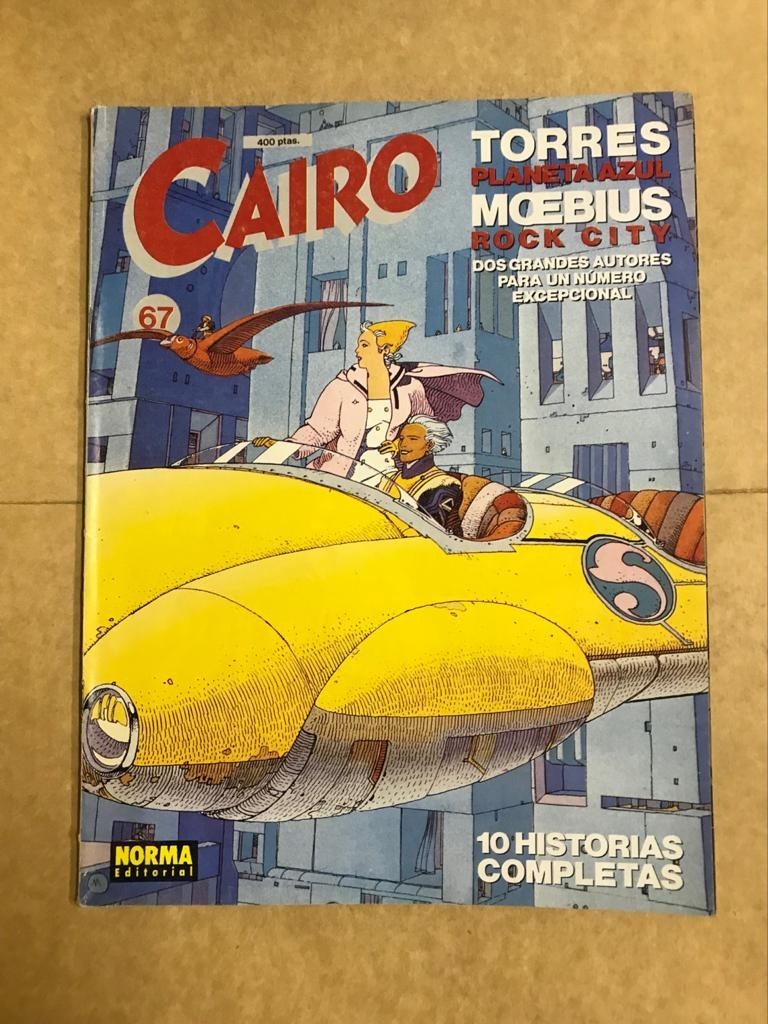 400 ptas.
CAIRO
67
TORRES
PLANETA AZUL
MŒBIUS
ROCK CITY
DOS GRANDES AUTORES
PARA UN NÚMERO
EXCEPCIONAL
S
10 HISTORIAS
COMPLETAS
NORMA
Editorial